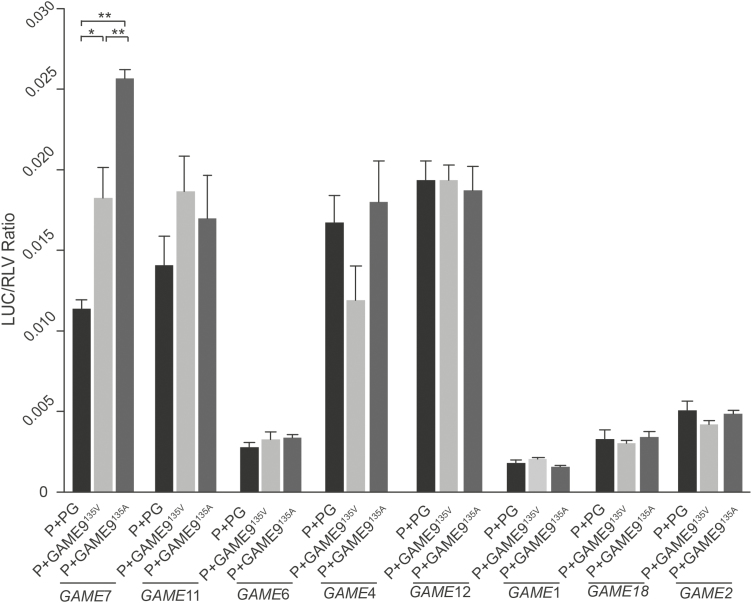 0.030
0.025
0.020
0.015
0.010
0.005
0
LUC/RLV Ratio
**
* **
P+PG P+GAME9135V P+GAME9135A
P+PG P+GAME9135V P+GAME9135A
P+PG P+GAME9135V P+GAME9135A
P+PG P+GAME9135V P+GAME9135A
P+PG P+GAME9135V P+GAME9135A
P+PG P+GAME9135V P+GAME9135A
P+PG P+GAME9135V P+GAME9135A
P+PG P+GAME9135V P+GAME9135A
GAME7 GAME11 GAME6 GAME4 GAME12 GAME1 GAME18 GAME2